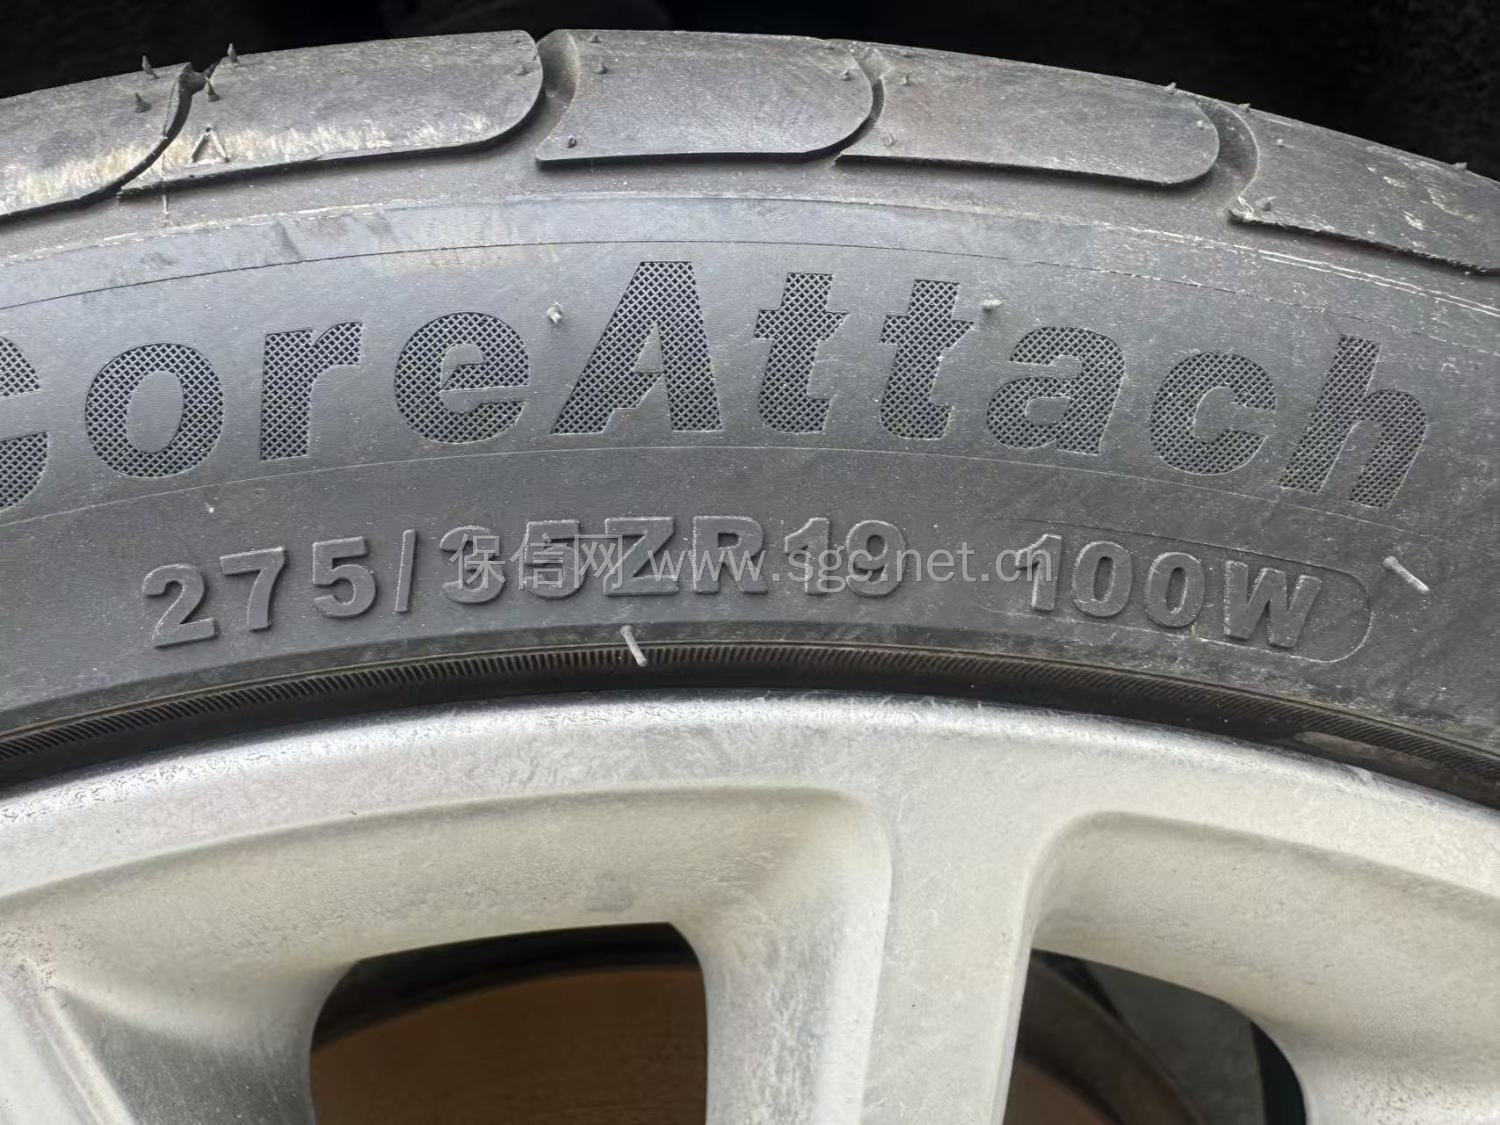 CoreAttach
275/35ZR19 100W
保信网 www.sgc.net.cn